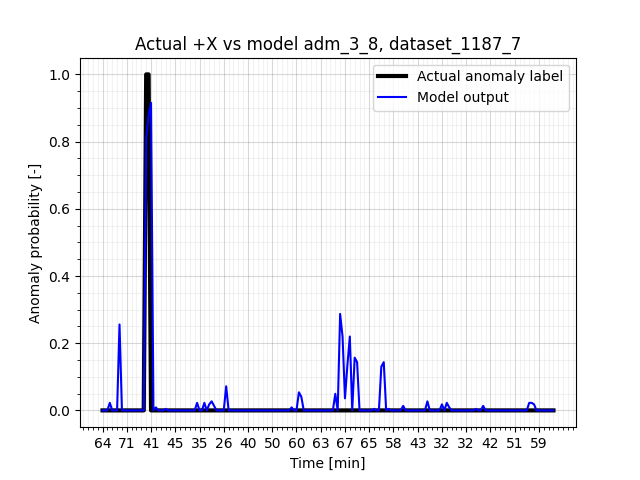 Actual +X vs model adm_3_8, dataset_1187_7
Actual anomaly label
Model output
1.0
0.8
0.6
0.4
0.2
0.0
Anomaly probability [-]
64 71 41 45 35 26 40 50 60 63 67 65 58 43 32 32 42 51 59
Time [min]